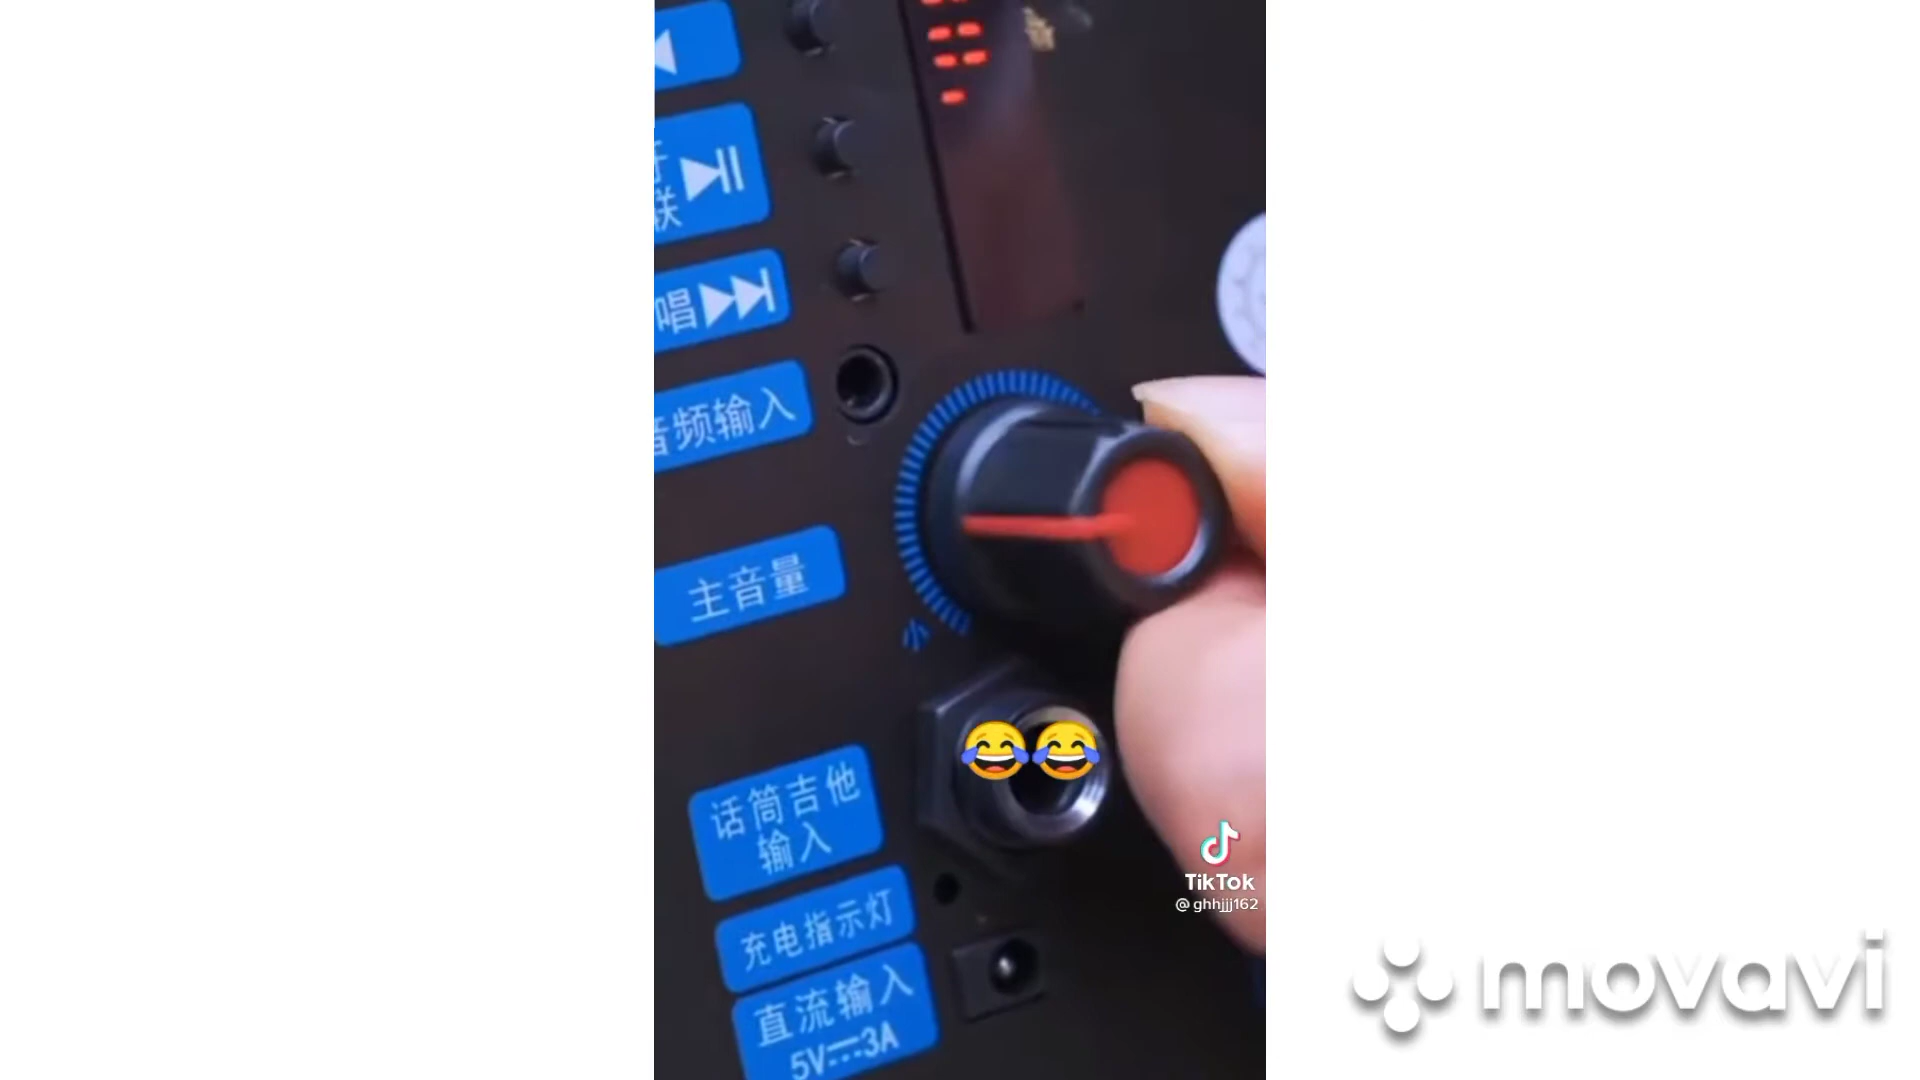 联
唱
音频输入
主音量
小
话筒吉他
输入
充电指示灯
直流输入
5V⎓3A
TikTok
@ghhjjj162
movavi